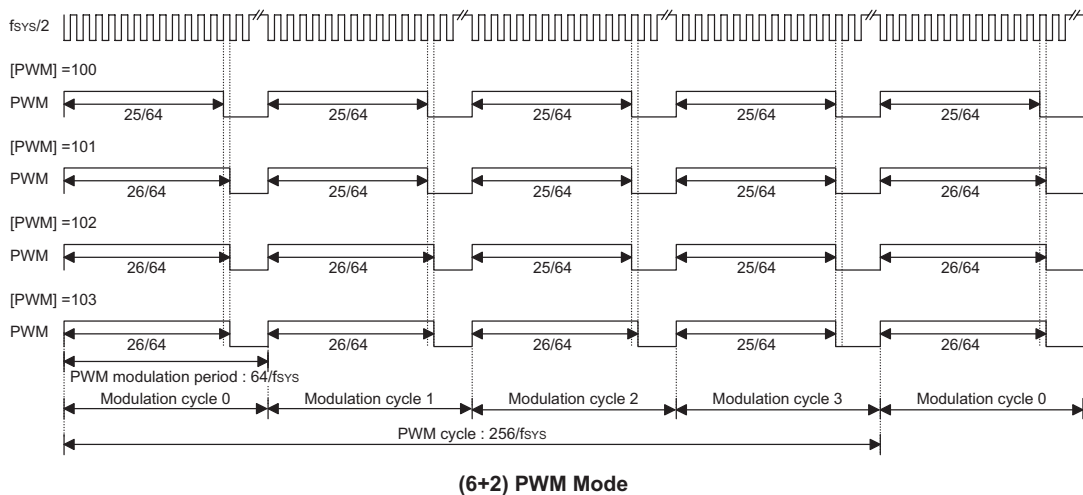 fSYS/2
[PWM] =100
PWM
25/64 25/64 25/64 25/64 25/64
[PWM] =101
PWM
26/64 25/64 25/64 25/64 26/64
[PWM] =102
PWM
26/64 26/64 25/64 25/64 26/64
[PWM] =103
PWM
26/64 26/64 26/64 25/64 26/64
PWM modulation period : 64/fSYS
Modulation cycle 0 Modulation cycle 1 Modulation cycle 2 Modulation cycle 3 Modulation cycle 0
PWM cycle : 256/fSYS
(6+2) PWM Mode